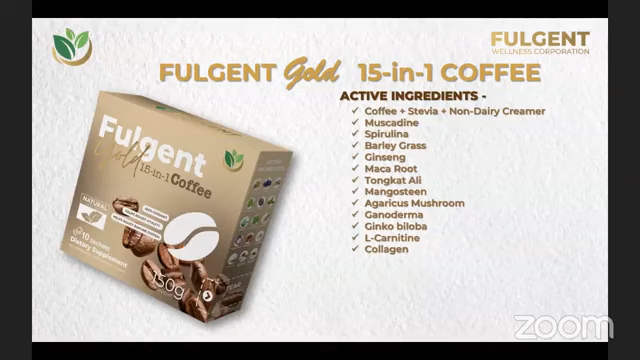 FULGENT
WELLNESS CORPORATION
FULGENT Gold 15-in-1 COFFEE
ACTIVE INGREDIENTS -
✓ Coffee + Stevia + Non-Dairy Creamer
✓ Muscadine
✓ Spirulina
✓ Barley Grass
✓ Ginseng
✓ Maca Root
✓ Tongkat Ali
✓ Mangosteen
✓ Agaricus Mushroom
✓ Ganoderma
✓ Ginko biloba
✓ L-Carnitine
✓ Collagen
Fulgent
Gold
15-in-1 Coffee
NATURAL
10 sachets
Dietary Supplement
150g
zoom